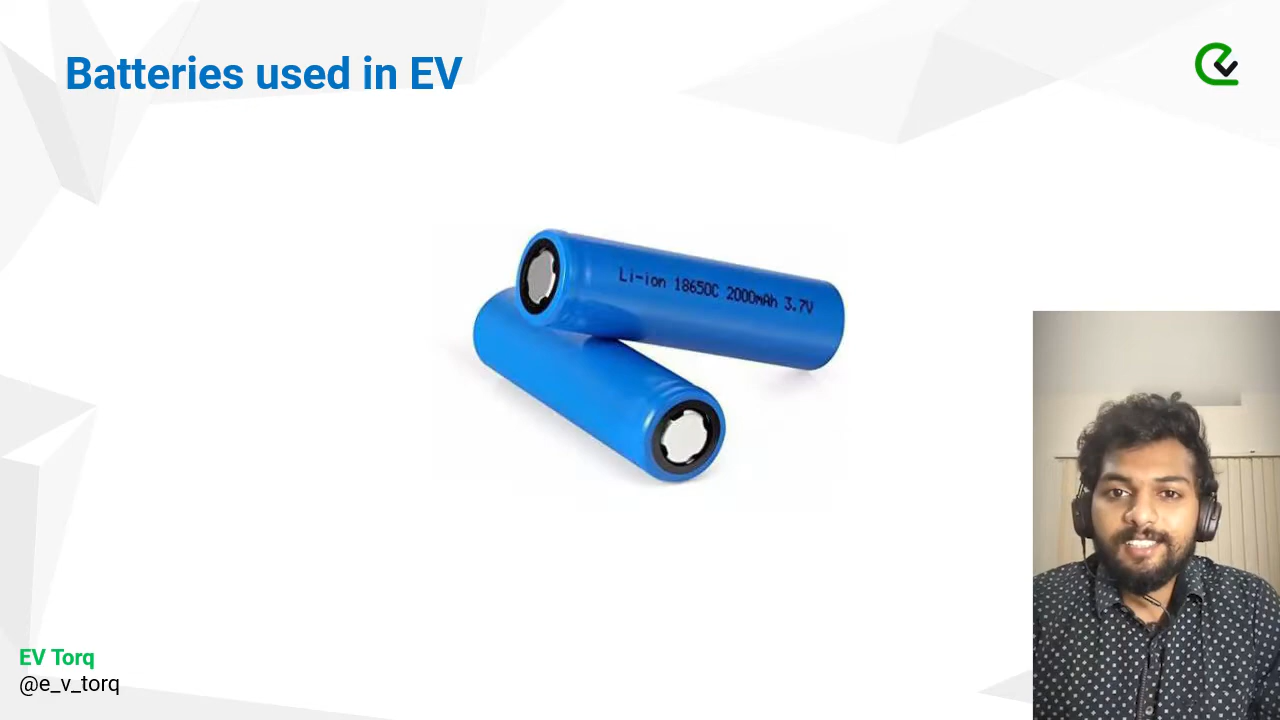 Batteries used in EV
Li-ion 18650C 2000mAh 3.7V
EV Torq
@e_v_torq